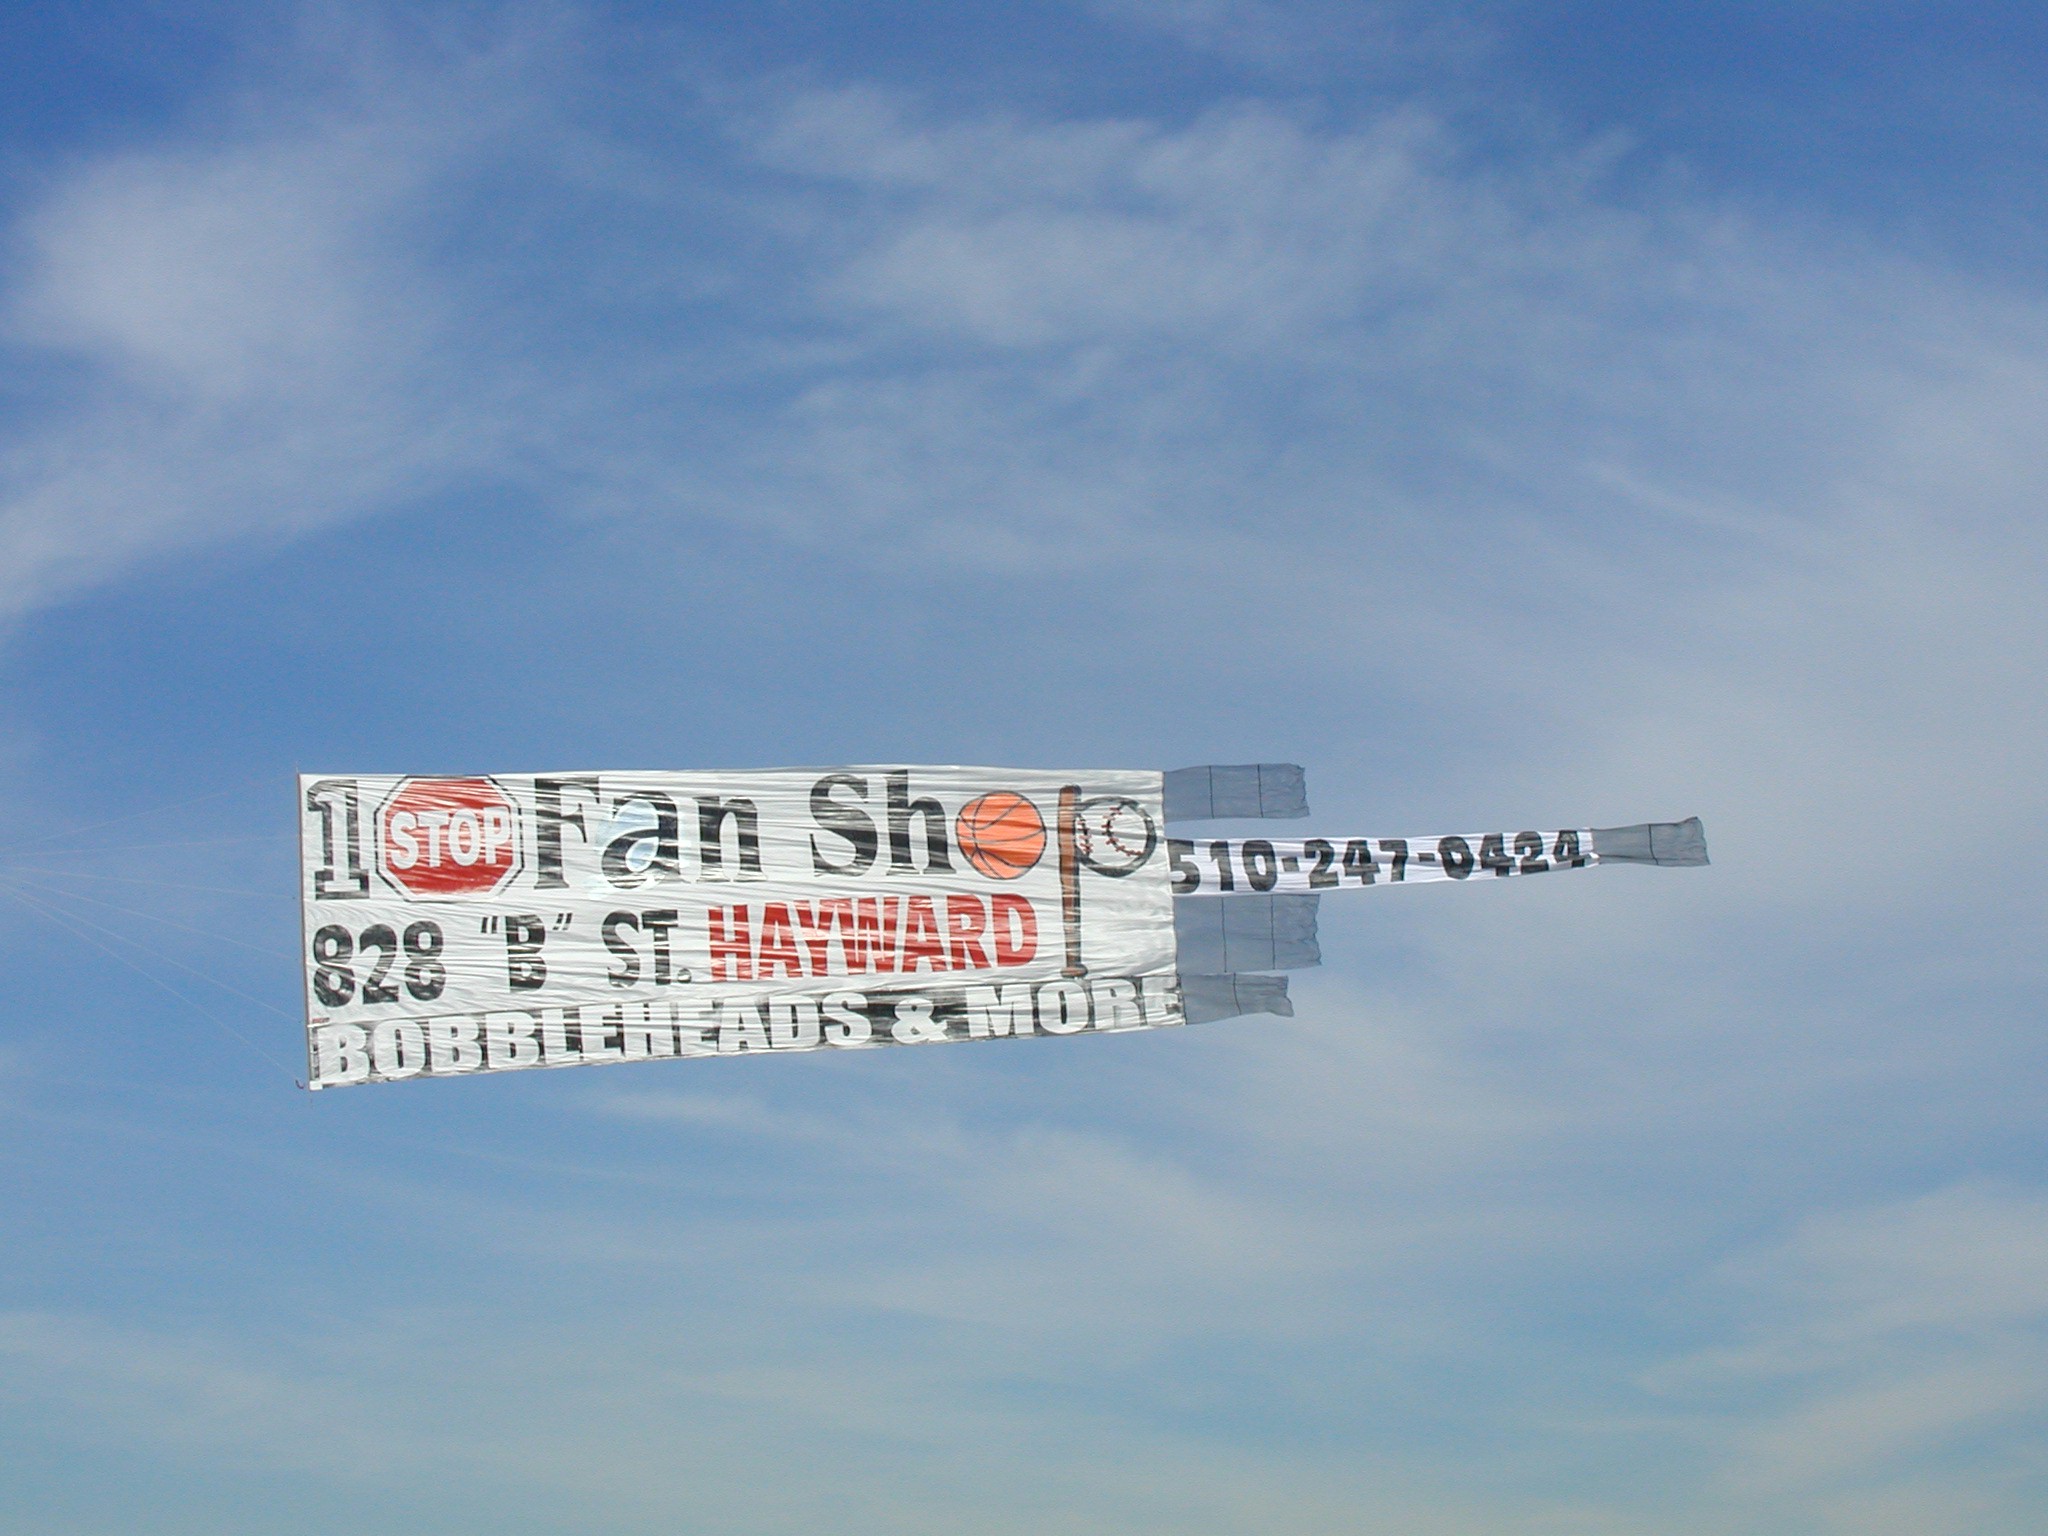 1 STOP Fan Shop
828 "B" ST. HAYWARD
BOBBLEHEADS & MORE
510-247-0424